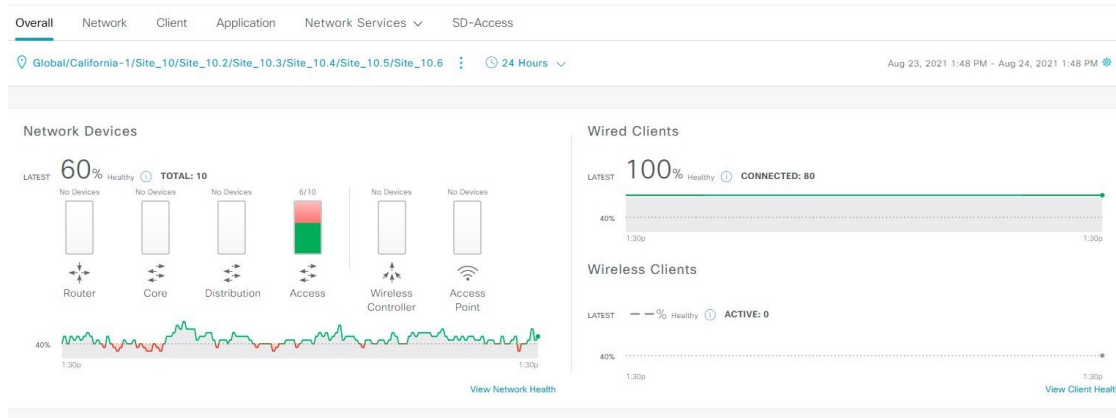 Overall Network Client Application Network Services SD-Access
Global/California-1/Site_10/Site_10.2/Site_10.3/Site_10.4/Site_10.5/Site_10.6 24 Hours Aug 23, 2021 1:48 PM - Aug 24, 2021 1:48 PM
Network Devices
LATEST 60% Healthy TOTAL: 10
No Devices No Devices No Devices 6/10 No Devices No Devices
Router Core Distribution Access Wireless Controller Access Point
40%
1:30p 1:30p
View Network Health
Wired Clients
LATEST 100% Healthy CONNECTED: 80
40%
1:30p 1:30p
Wireless Clients
LATEST --% Healthy ACTIVE: 0
40%
1:30p 1:30p
View Client Healt